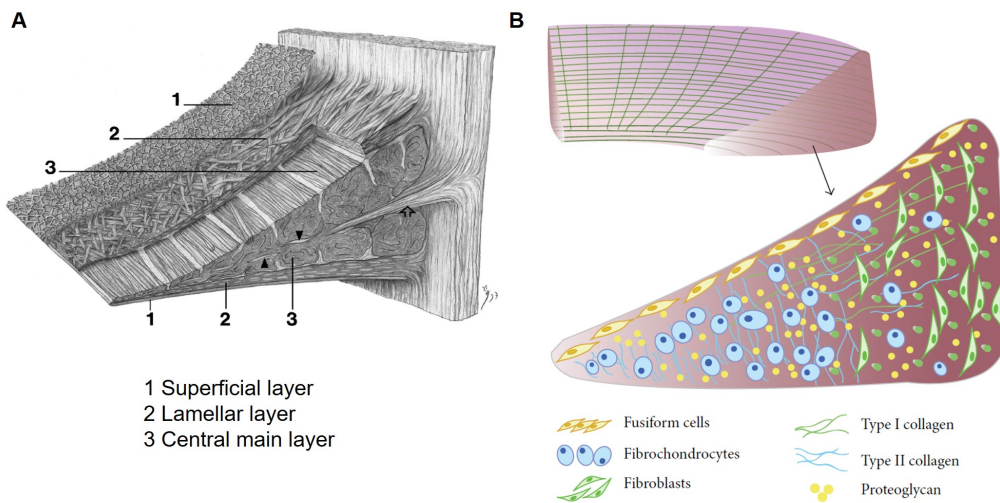 A
1
2
3
1
2
3
1 Superficial layer
2 Lamellar layer
3 Central main layer
B
Fusiform cells
Fibrochondrocytes
Fibroblasts
Type I collagen
Type II collagen
Proteoglycan